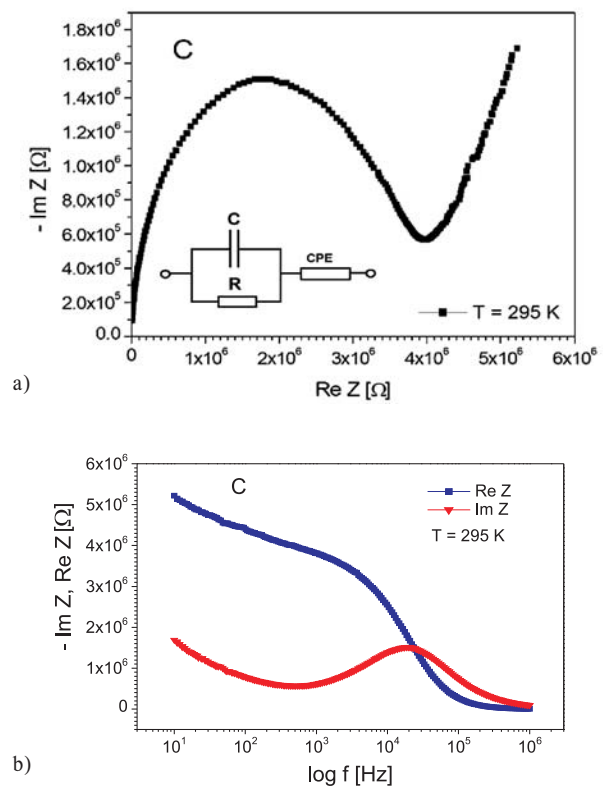 C
1.8x10⁶
1.6x10⁶
1.4x10⁶
1.2x10⁶
1.0x10⁶
8.0x10⁵
6.0x10⁵
4.0x10⁵
2.0x10⁵
0.0
- Im Z [Ω]
C
R
CPE
T = 295 K
0 1x10⁶ 2x10⁶ 3x10⁶ 4x10⁶ 5x10⁶ 6x10⁶
Re Z [Ω]
a)
6x10⁶
5x10⁶
4x10⁶
3x10⁶
2x10⁶
1x10⁶
0
- Im Z, Re Z [Ω]
C
Re Z
Im Z
T = 295 K
10¹ 10² 10³ 10⁴ 10⁵ 10⁶
log f [Hz]
b)